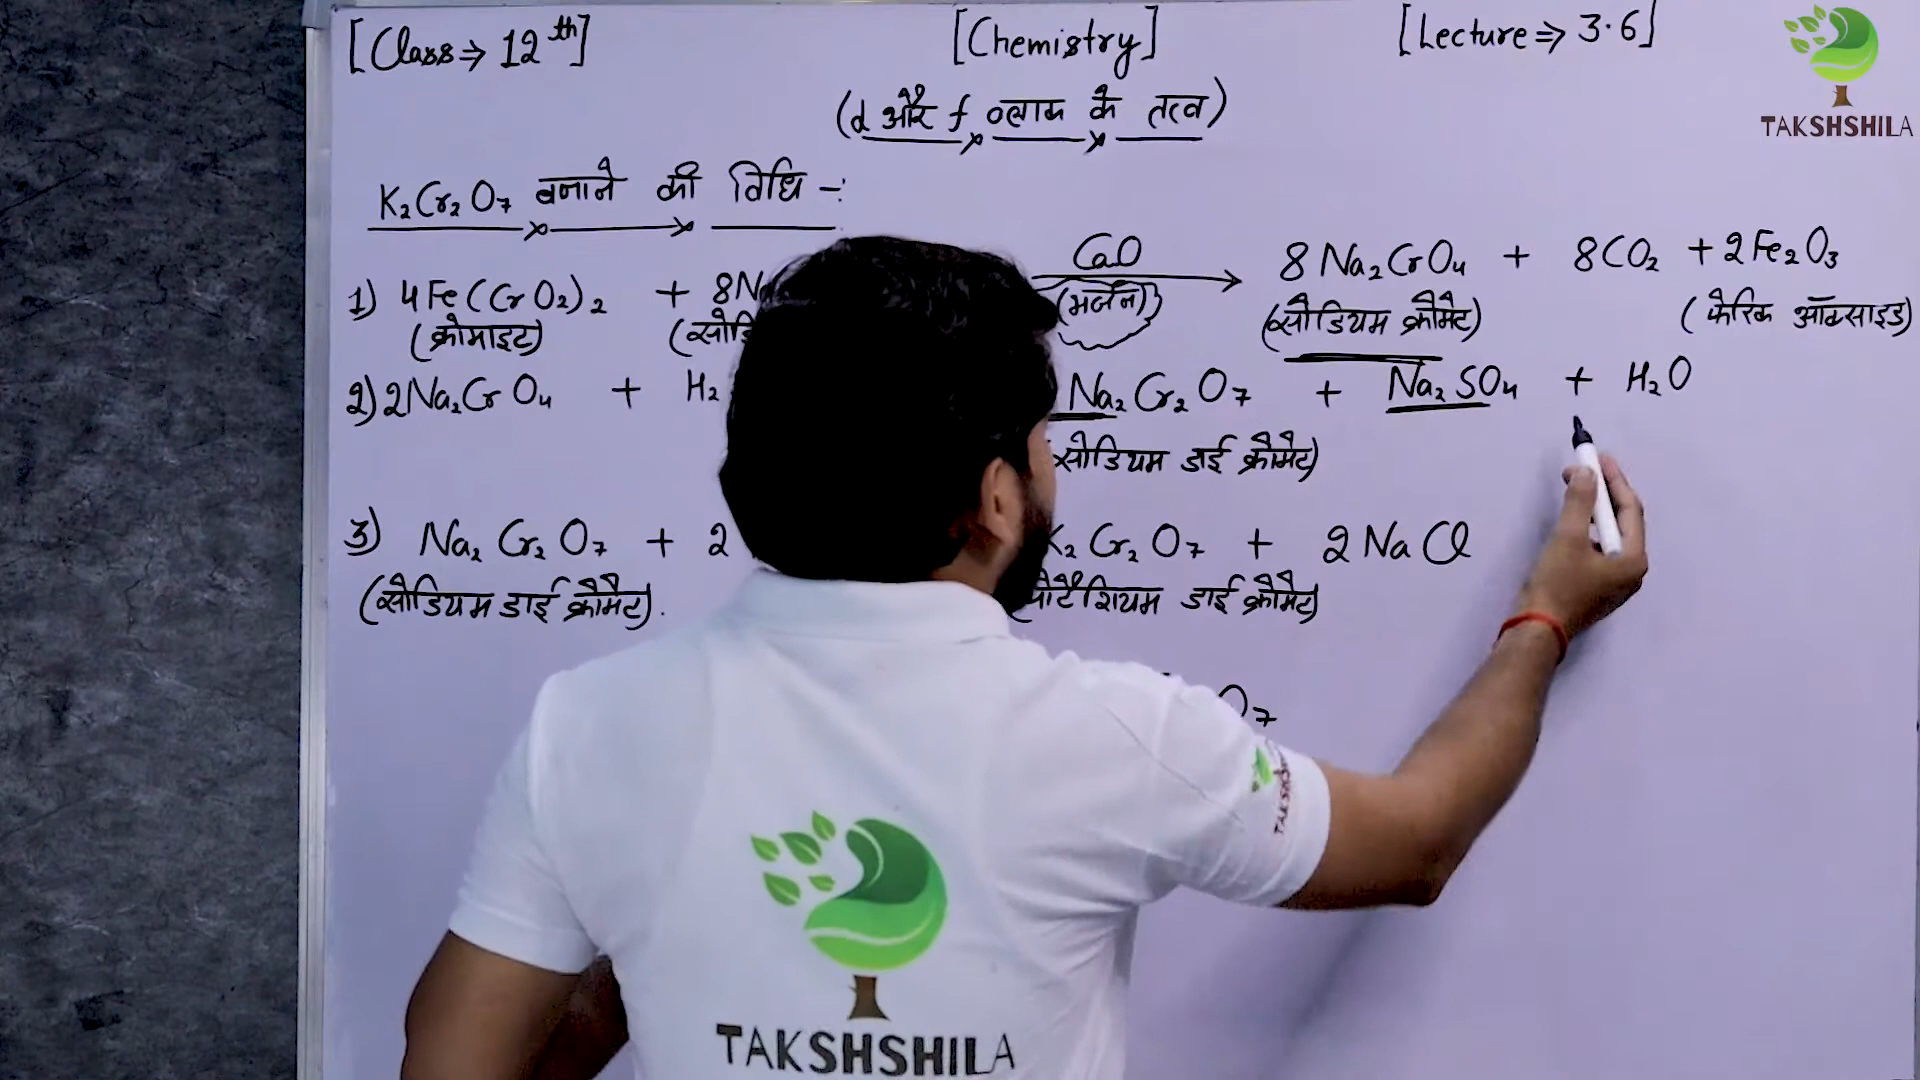 [Class ⇒ 12th] [Chemistry] [Lecture ⇒ 3.6]
TAKSHSHILA
(d और f ब्लाक के तत्व)
K₂Cr₂O₇ बनाने की विधि -:
1) 4Fe(CrO₂)₂ + 8N CaO 8Na₂CrO₄ + 8CO₂ + 2Fe₂O₃
(क्रोमाइट) (भर्जन) (सोडियम क्रोमेट) (फेरिक ऑक्साइड)
2) 2Na₂CrO₄ + H₂ Na₂Cr₂O₇ + Na₂SO₄ + H₂O
सोडियम डाई क्रोमेट)
3) Na₂Cr₂O₇ + 2 K₂Cr₂O₇ + 2NaCl
(सोडियम डाई क्रोमेट). (पोटेशियम डाई क्रोमेट)
O₇
TAKSHSHILA